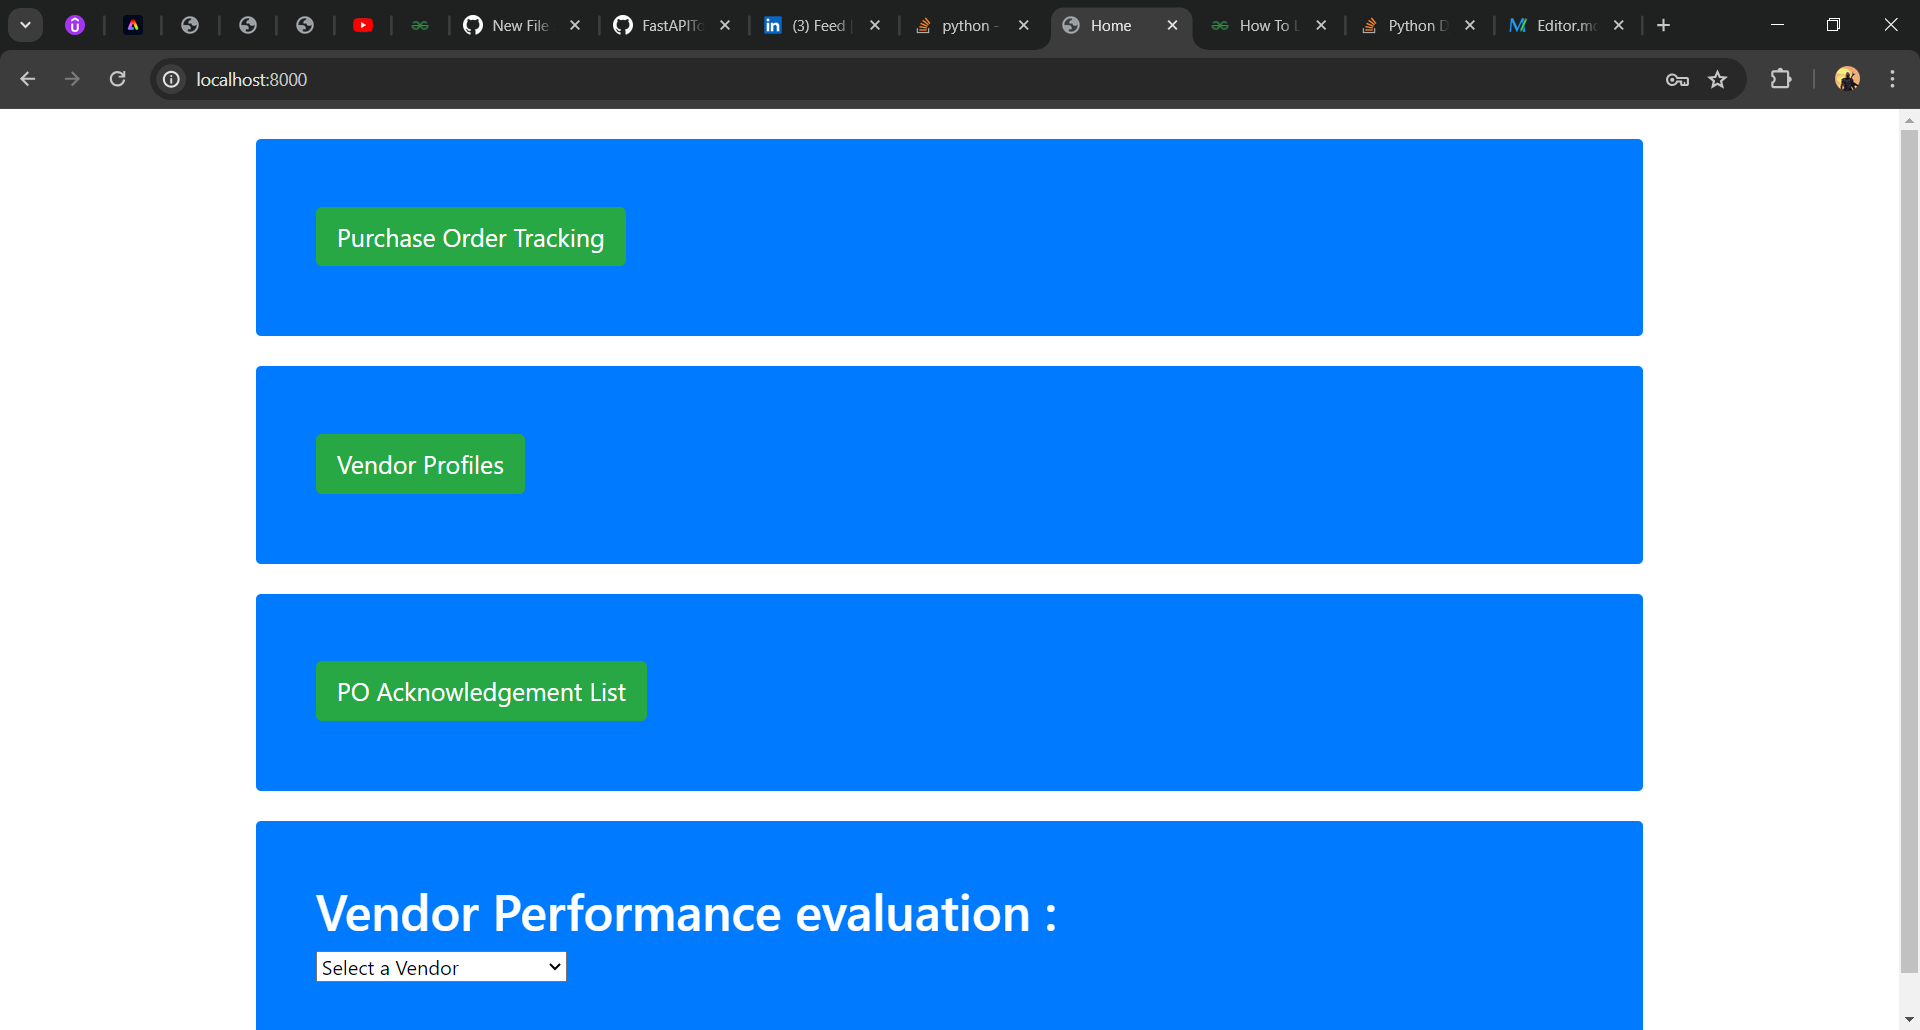 New File
FastAPITo
(3) Feed
python -
Home
How To L
Python D
Editor.mc
localhost:8000
Purchase Order Tracking
Vendor Profiles
PO Acknowledgement List
Vendor Performance evaluation :
Select a Vendor